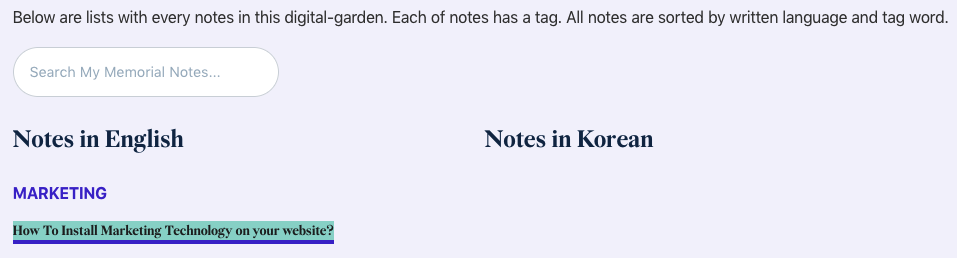 Below are lists with every notes in this digital-garden. Each of notes has a tag. All notes are sorted by written language and tag word.
Search My Memorial Notes...
Notes in English
Notes in Korean
MARKETING
How To Install Marketing Technology on your website?